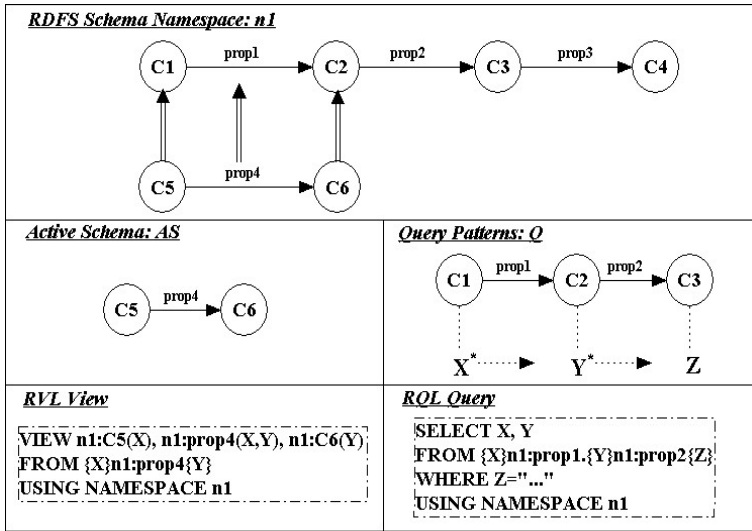 RDFS Schema Namespace: n1
prop1
prop2
prop3
C1
C2
C3
C4
prop4
C5
C6
Active Schema: AS
prop4
C5
C6
Query Patterns: Q
prop1
prop2
C1
C2
C3
X* Y* Z
RVL View
VIEW n1:C5(X), n1:prop4(X,Y), n1:C6(Y)
FROM {X}n1:prop4{Y}
USING NAMESPACE n1
RQL Query
SELECT X, Y
FROM {X}n1:prop1.{Y}n1:prop2{Z}
WHERE Z="..."
USING NAMESPACE n1